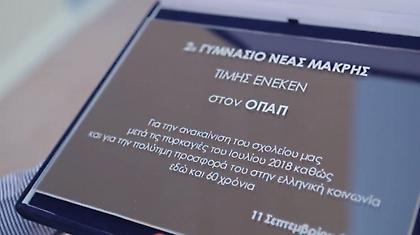 2ο ΓΥΜΝΑΣΙΟ ΝΕΑΣ ΜΑΚΡΗΣ
ΤΙΜΗΣ ΕΝΕΚΕΝ
στον ΟΠΑΠ
Για την ανακαίνιση του σχολείου μας
μετά τις πυρκαγιές του Ιουλίου 2018 καθώς
και για την πολύτιμη προσφορά του στην ελληνική κοινωνία
εδώ και 60 χρόνια
11 Σεπτεμβρίου